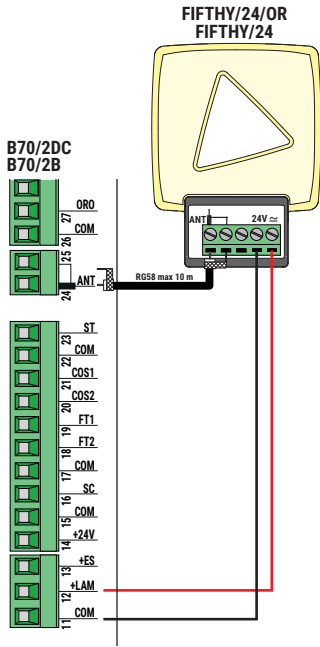 FIFTHY/24/OR
FIFTHY/24
B70/2DC
B70/2B
ANT
24V ≃
27 ORO
26 COM
25
24 ANT
RG58 max 10 m
23 ST
22 COM
21 COS1
20 COS2
19 FT1
18 FT2
17 COM
16 SC
15 COM
14 +24V
13 +ES
12 +LAM
11 COM